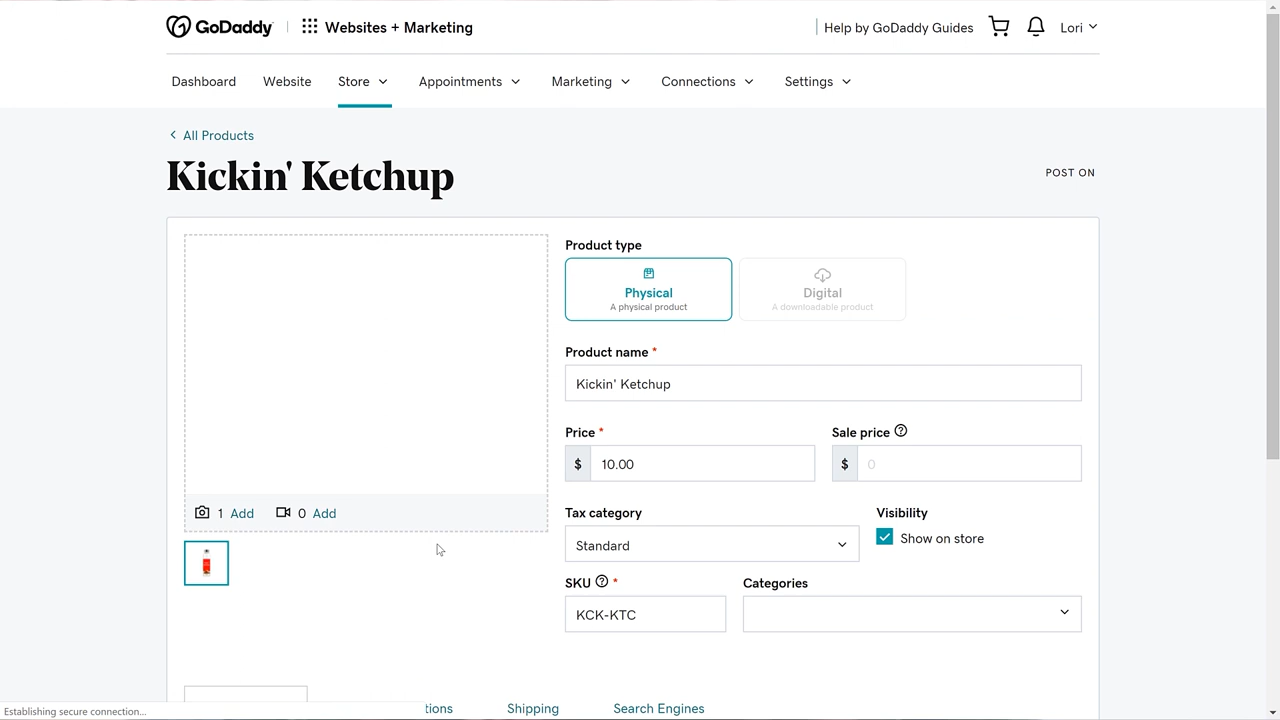 GoDaddy
Websites + Marketing
Help by GoDaddy Guides
Lori
Dashboard
Website
Store
Appointments
Marketing
Connections
Settings
All Products
Kickin' Ketchup
POST ON
Product type
Physical
A physical product
Digital
A downloadable product
Product name *
Kickin' Ketchup
Price *
Sale price
$ 10.00
$ 0
1 Add
0 Add
Tax category
Visibility
Standard
Show on store
SKU *
Categories
KCK-KTC
tions
Shipping
Search Engines
Establishing secure connection...